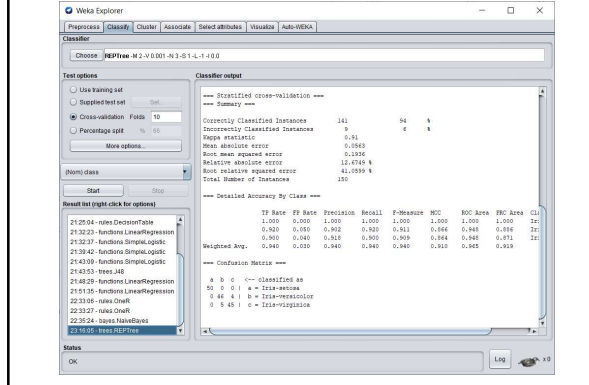 Weka Explorer
Preprocess Classify Cluster Associate Select attributes Visualize Auto-WEKA
Classifier
Choose REPTree -M 2 -V 0.001 -N 3 -S 1 -L -1 -I 0.0
Test options
Use training set
Supplied test set Set...
Cross-validation Folds 10
Percentage split % 66
More options...
(Nom) class
Start Stop
Result list (right-click for options)
21:25:04 - rules.DecisionTable
21:32:23 - functions.LinearRegression
21:32:37 - functions.SimpleLogistic
21:39:42 - functions.SimpleLogistic
21:43:09 - functions.SimpleLogistic
21:43:53 - trees.J48
21:48:29 - functions.LinearRegression
21:51:35 - functions.LinearRegression
22:33:06 - rules.OneR
22:33:27 - rules.OneR
22:35:24 - bayes.NaiveBayes
23:16:05 - trees.REPTree
Classifier output
=== Stratified cross-validation ===
=== Summary ===
Correctly Classified Instances 141 94 %
Incorrectly Classified Instances 9 6 %
Kappa statistic 0.91
Mean absolute error 0.0563
Root mean squared error 0.1936
Relative absolute error 12.6749 %
Root relative squared error 41.0599 %
Total Number of Instances 150
=== Detailed Accuracy By Class ===
TP Rate FP Rate Precision Recall F-Measure MCC ROC Area PRC Area Cla
1.000 0.000 1.000 1.000 1.000 1.000 1.000 1.000 Iri
0.920 0.050 0.902 0.920 0.911 0.866 0.948 0.886 Iri
0.900 0.040 0.918 0.900 0.909 0.864 0.948 0.871 Iri
Weighted Avg. 0.940 0.030 0.940 0.940 0.940 0.910 0.965 0.919
=== Confusion Matrix ===
a b c <-- classified as
50 0 0 | a = Iris-setosa
0 46 4 | b = Iris-versicolor
0 5 45 | c = Iris-virginica
Status
OK
Log x 0